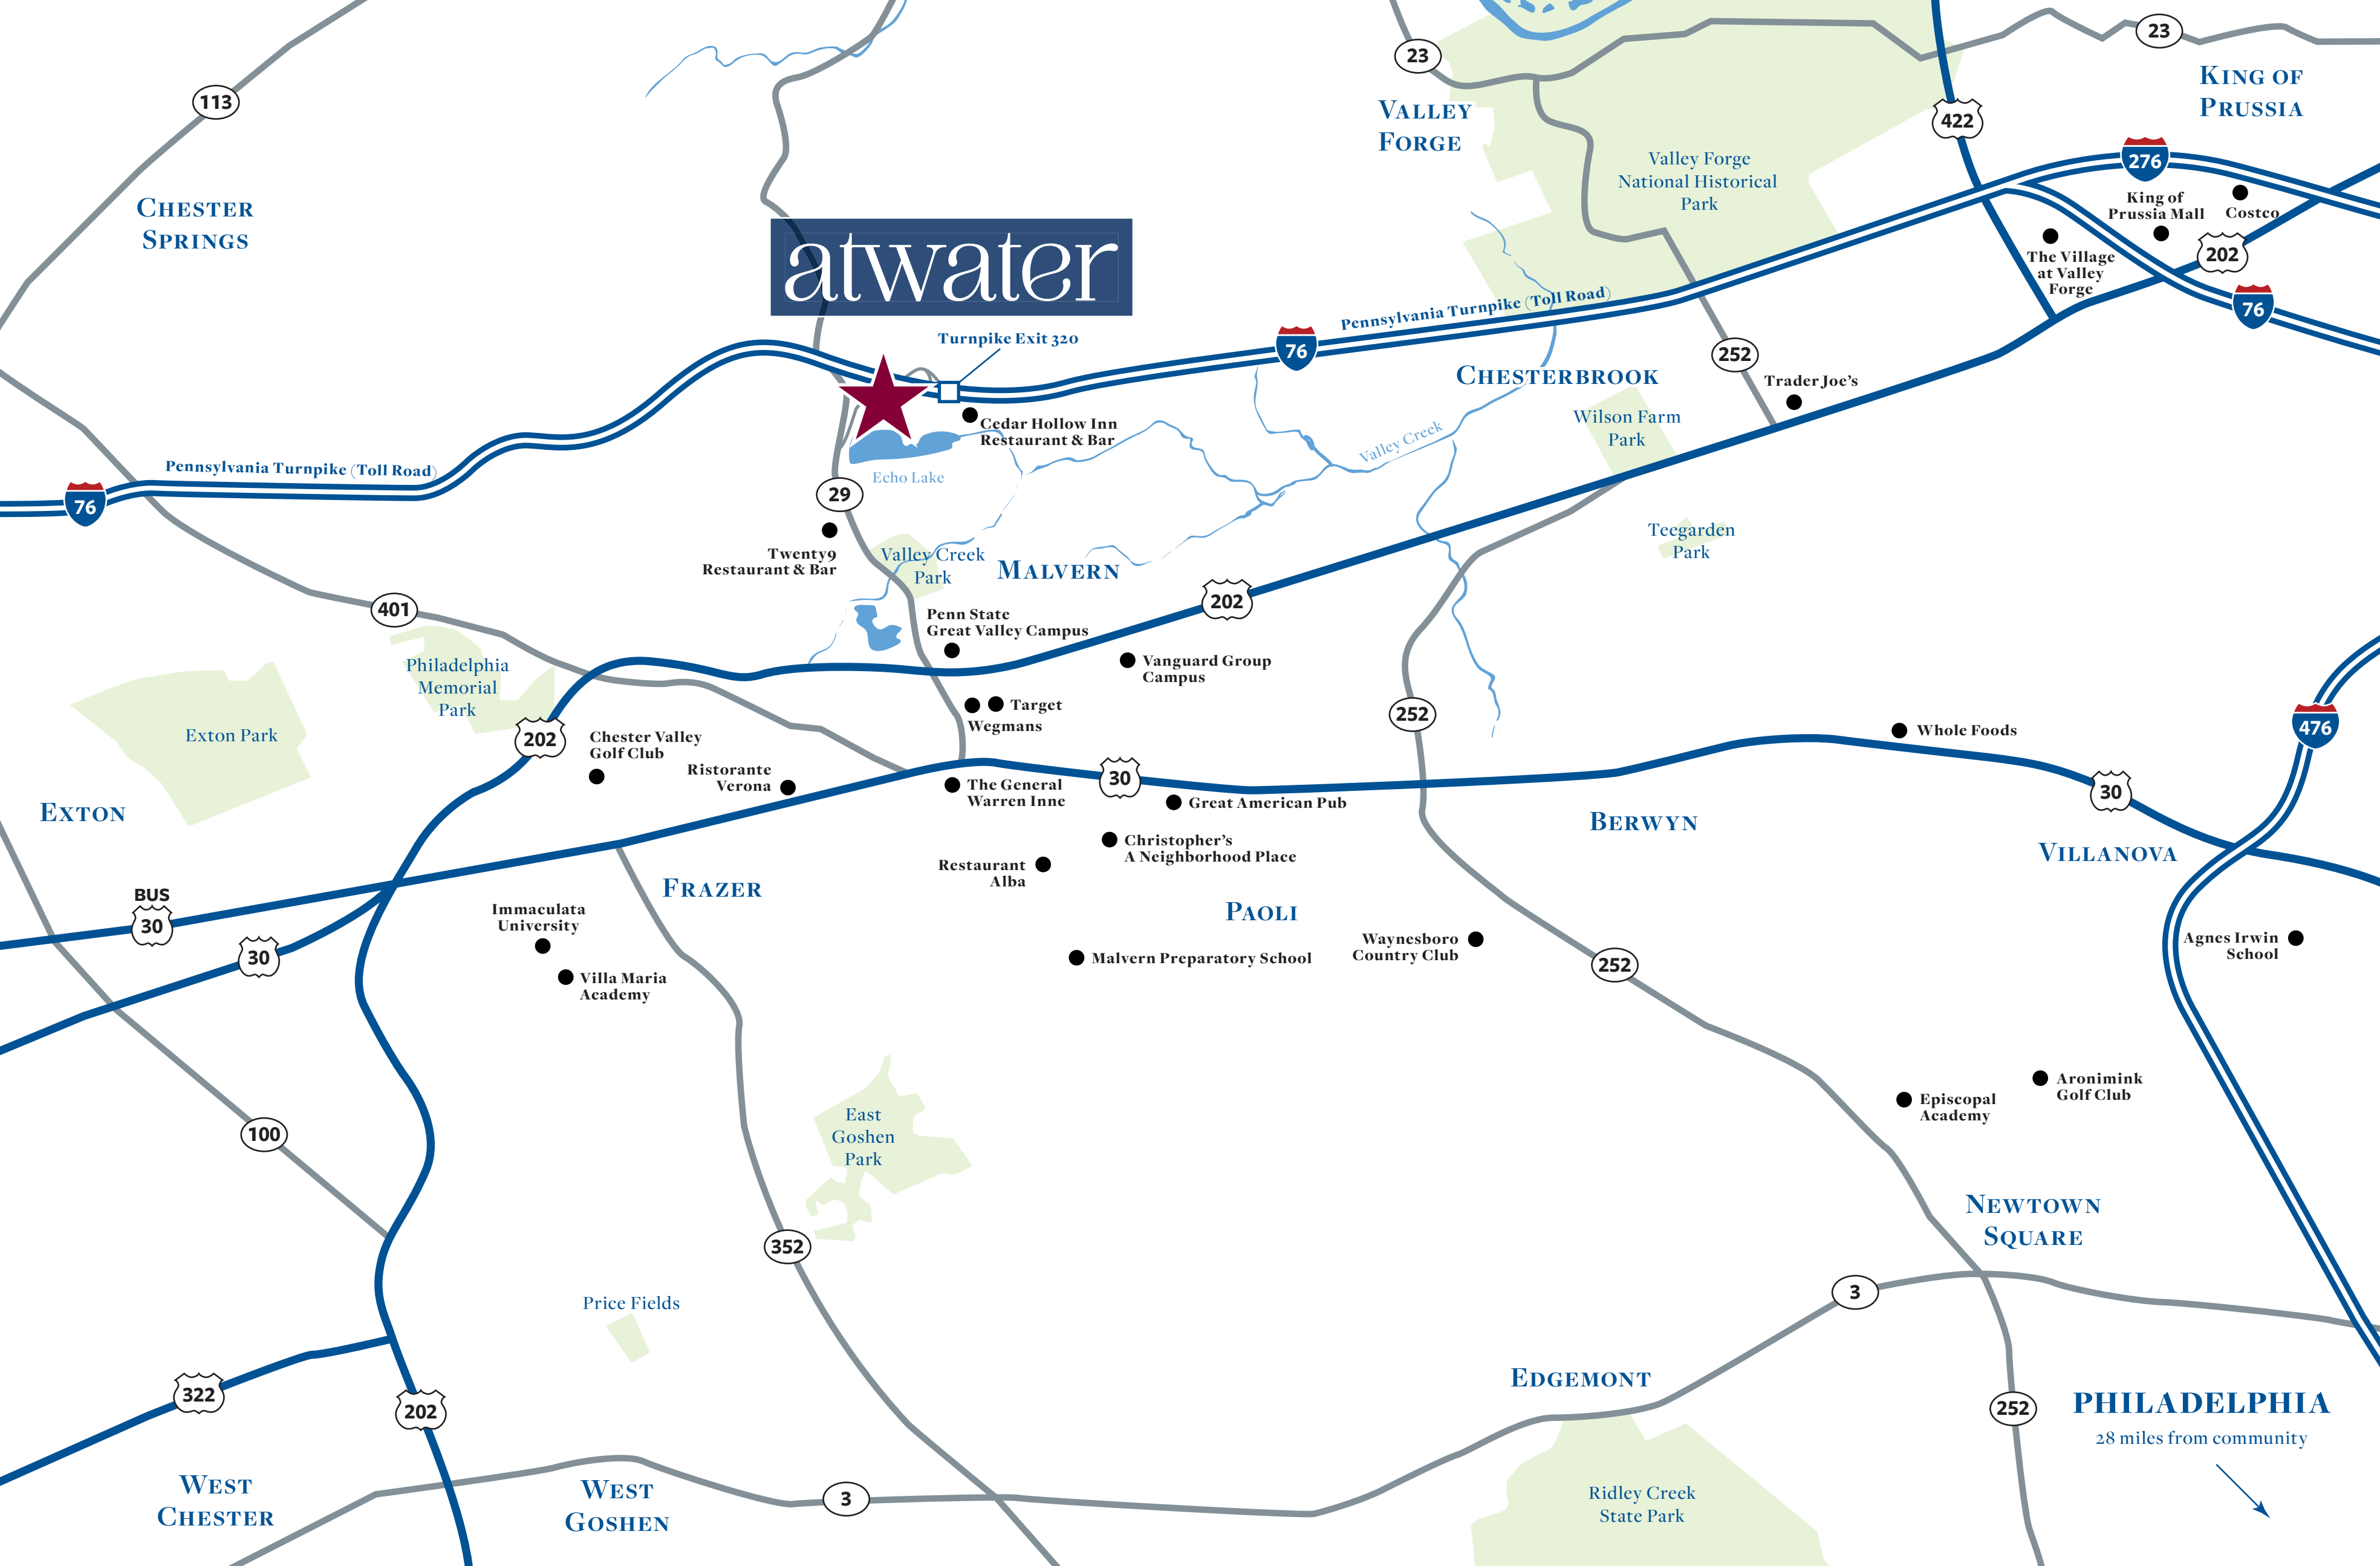 23
23
KING OF
PRUSSIA
VALLEY
FORGE
113
422
Valley Forge
National Historical
Park
276
King of
Prussia Mall
Costco
CHESTER
SPRINGS
atwater
202
The Village
at Valley
Forge
76
Pennsylvania Turnpike (Toll Road)
Turnpike Exit 320
76
252
CHESTERBROOK
Trader Joe's
Cedar Hollow Inn
Restaurant & Bar
Wilson Farm
Park
Valley Creek
Pennsylvania Turnpike (Toll Road)
76
Echo Lake
29
Twenty9
Restaurant & Bar
Valley Creek
Park
MALVERN
Teegarden
Park
401
202
Penn State
Great Valley Campus
Philadelphia
Memorial
Park
Vanguard Group
Campus
Target
Wegmans
252
476
Whole Foods
Exton Park
202
Chester Valley
Golf Club
Ristorante
Verona
The General
Warren Inne
30
Great American Pub
30
EXTON
BERWYN
Christopher's
A Neighborhood Place
VILLANOVA
Restaurant
Alba
FRAZER
BUS
30
PAOLI
Immaculata
University
30
Waynesboro
Country Club
Agnes Irwin
School
Malvern Preparatory School
252
Villa Maria
Academy
Aronimink
Golf Club
Episcopal
Academy
100
East
Goshen
Park
NEWTOWN
SQUARE
352
3
Price Fields
EDGEMONT
322
202
252
PHILADELPHIA
28 miles from community
WEST
CHESTER
WEST
GOSHEN
3
Ridley Creek
State Park